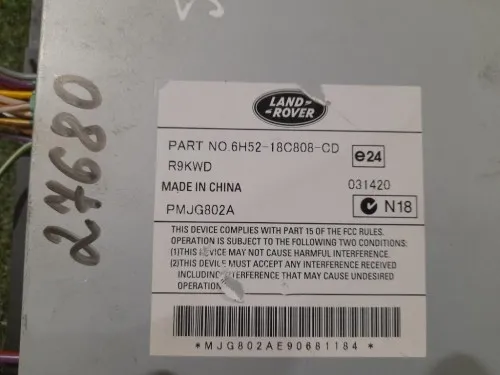 VS
27680
LAND-
-ROVER
PART NO.6H52-18C808-CD
e24
R9KWD
MADE IN CHINA
031420
PMJG802A
N18
THIS DEVICE COMPLIES WITH PART 15 OF THE FCC RULES.
OPERATION IS SUBJECT TO THE FOLLOWING TWO CONDITIONS:
(1)THIS DEVICE MAY NOT CAUSE HARMFUL INTERFERENCE.
(2)THIS DEVICE MUST ACCEPT ANY INTERFERENCE RECEIVED
INCLUDING INTERFERENCE THAT MAY CAUSE UNDESIRED
OPERATION
*MJG802AE90681184*